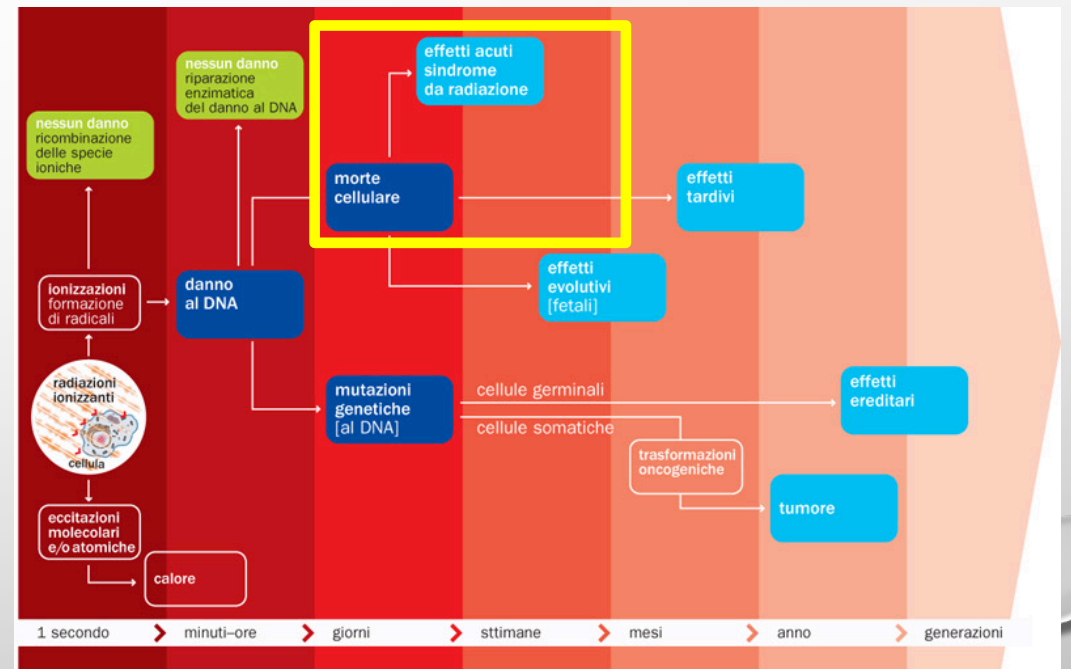 nessun danno
ricombinazione
delle specie
ioniche
ionizzazioni
formazione
di radicali
radiazioni
ionizzanti
cellula
eccitazioni
molecolari
e/o atomiche
calore
nessun danno
riparazione
enzimatica
del danno al DNA
danno
al DNA
effetti acuti
sindrome
da radiazione
morte
cellulare
effetti
tardivi
effetti
evolutivi
[fetali]
mutazioni
genetiche
[al DNA]
cellule germinali
cellule somatiche
trasformazioni
oncogeniche
effetti
ereditari
tumore
1 secondo
minuti–ore
giorni
sttimane
mesi
anno
generazioni